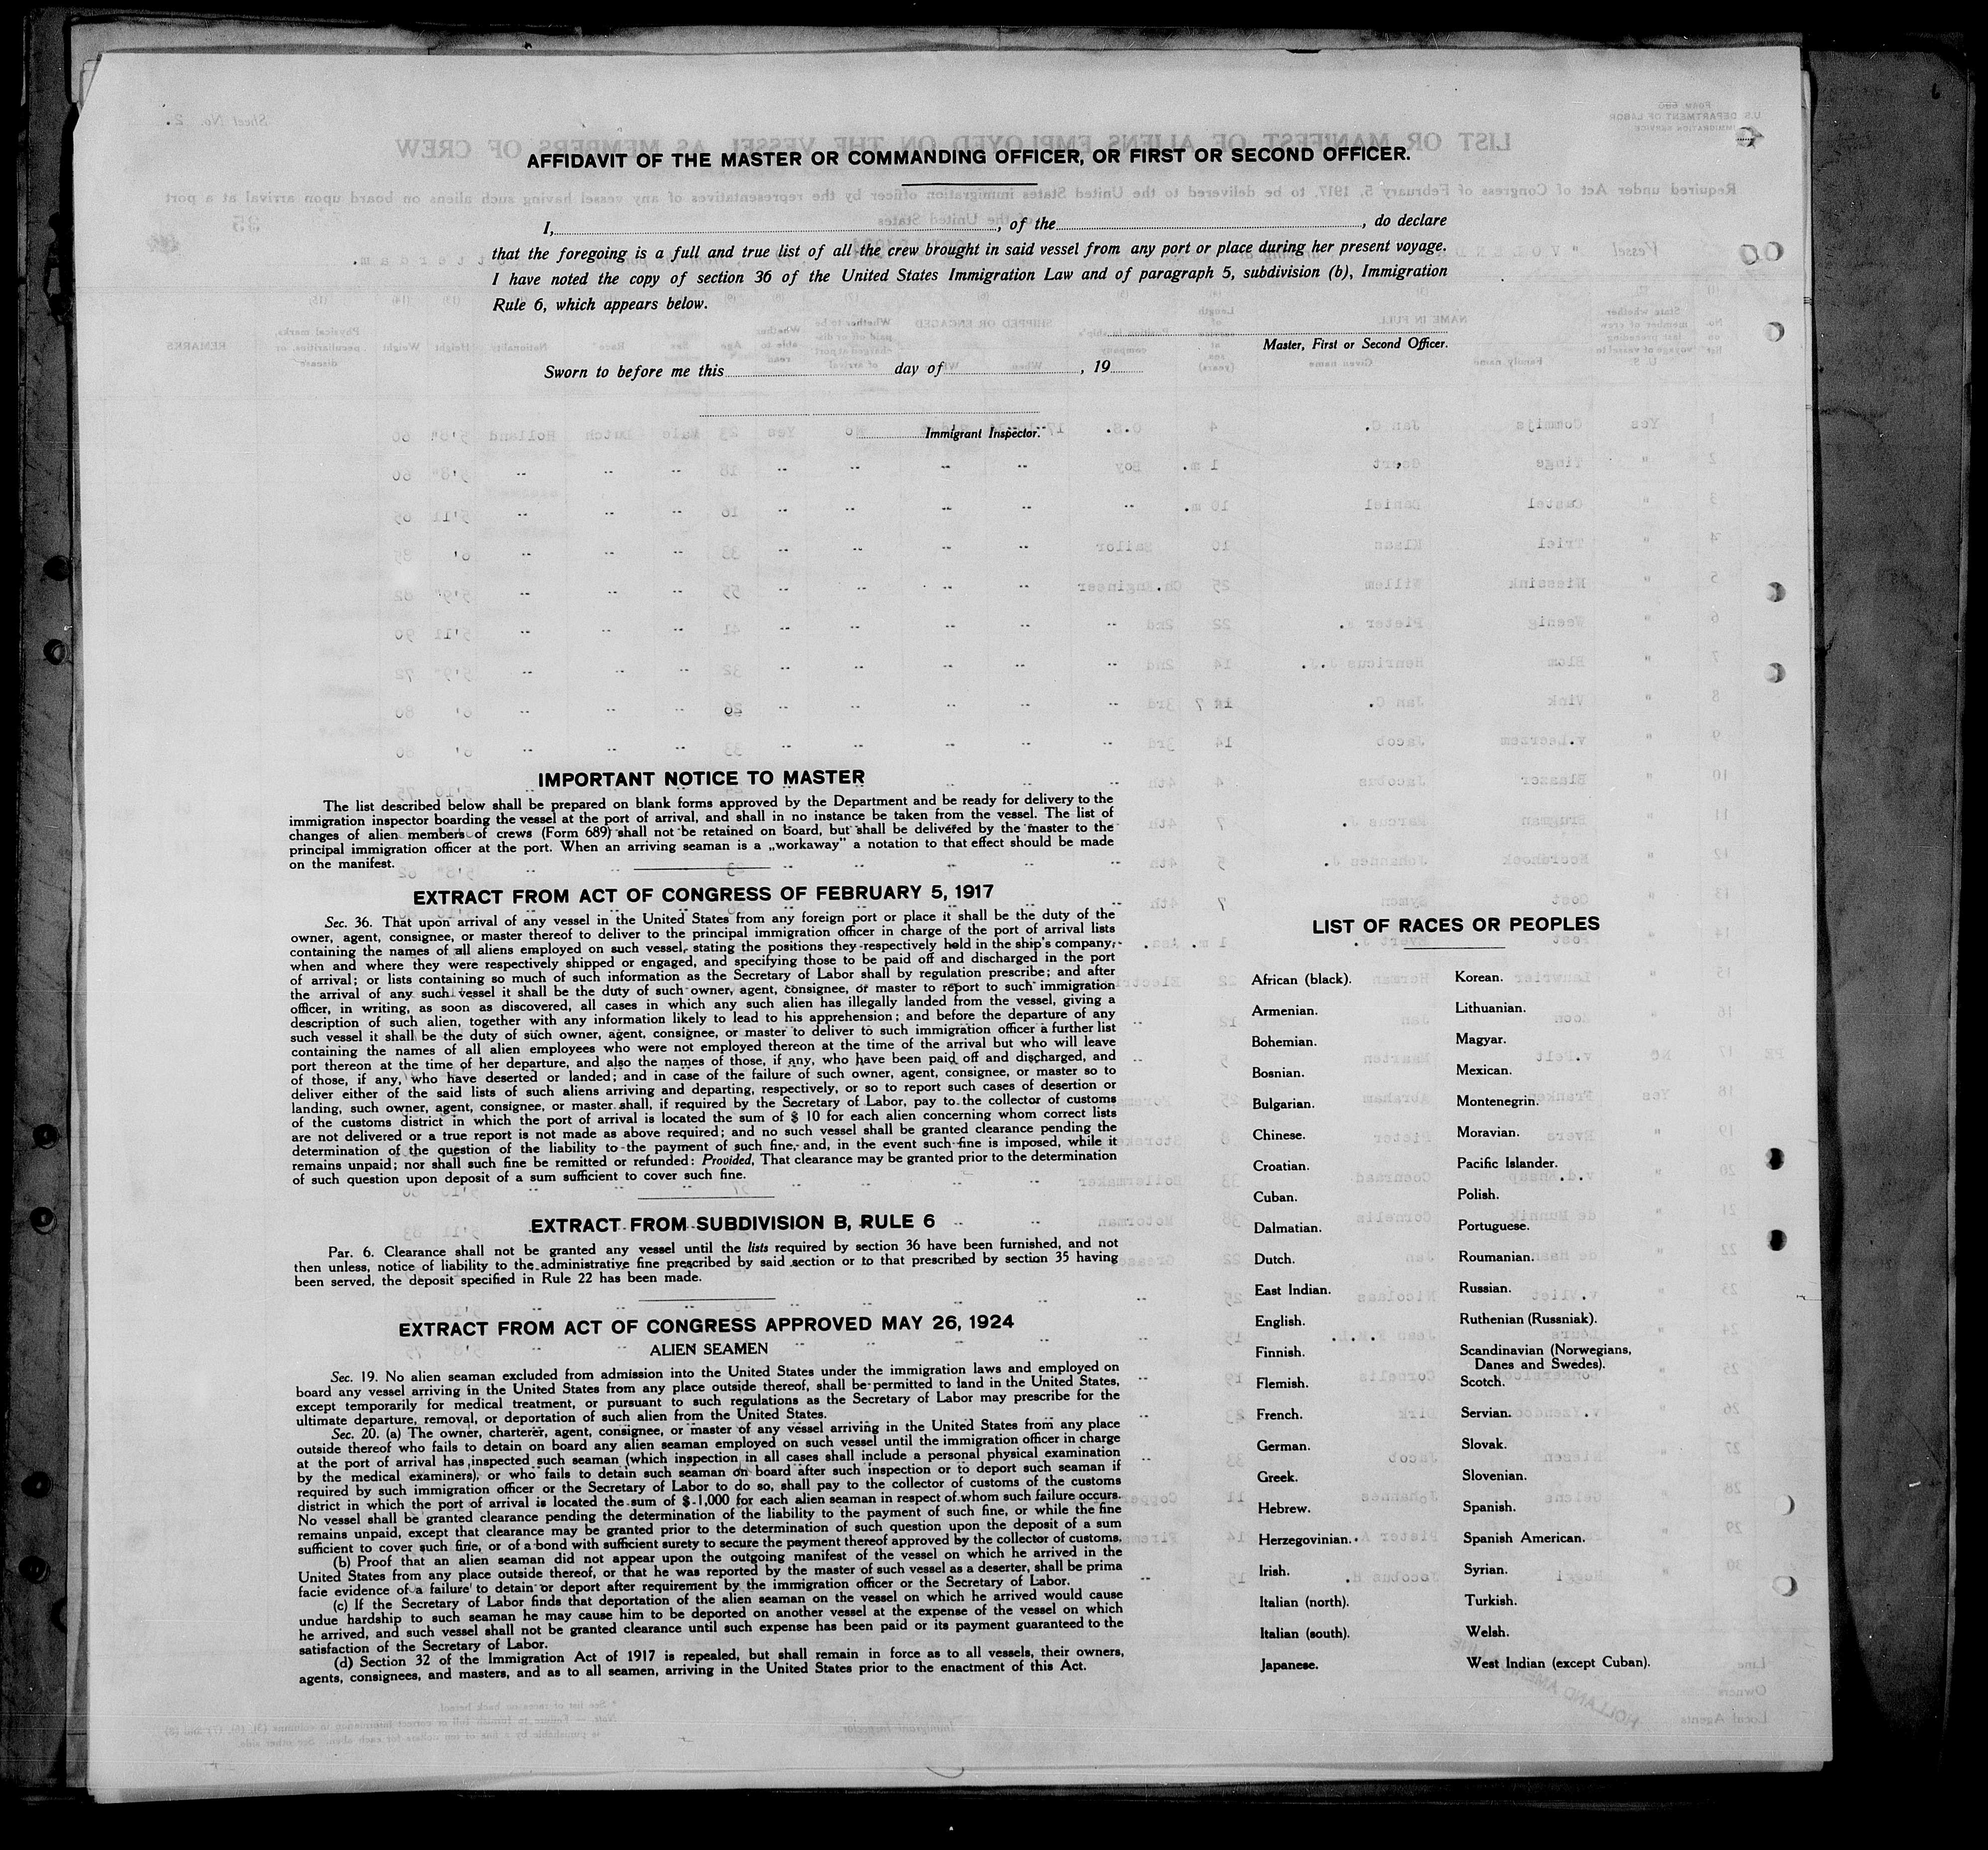 AFFIDAVIT OF THE MASTER OR COMMANDING OFFICER, OR FIRST OR SECOND OFFICER.
I, , of the , do declare
that the foregoing is a full and true list of all the crew brought in said vessel from any port or place during her present voyage.
I have noted the copy of section 36 of the United States Immigration Law and of paragraph 5, subdivision (b), Immigration
Rule 6, which appears below.
Master, First or Second Officer.
Sworn to before me this day of , 19
Immigrant Inspector.
IMPORTANT NOTICE TO MASTER
The list described below shall be prepared on blank forms approved by the Department and be ready for delivery to the
immigration inspector boarding the vessel at the port of arrival, and shall in no instance be taken from the vessel. The list of
changes of alien members of crews (Form 689) shall not be retained on board, but shall be delivered by the master to the
principal immigration officer at the port. When an arriving seaman is a „workaway” a notation to that effect should be made
on the manifest.
EXTRACT FROM ACT OF CONGRESS OF FEBRUARY 5, 1917
Sec. 36. That upon arrival of any vessel in the United States from any foreign port or place it shall be the duty of the
owner, agent, consignee, or master thereof to deliver to the principal immigration officer in charge of the port of arrival lists
containing the names of all aliens employed on such vessel, stating the positions they respectively held in the ship's company,
when and where they were respectively shipped or engaged, and specifying those to be paid off and discharged in the port
of arrival; or lists containing so much of such information as the Secretary of Labor shall by regulation prescribe; and after
the arrival of any such vessel it shall be the duty of such owner, agent, consignee, or master to report to such immigration
officer, in writing, as soon as discovered, all cases in which any such alien has illegally landed from the vessel, giving a
description of such alien, together with any information likely to lead to his apprehension; and before the departure of any
such vessel it shall be the duty of such owner, agent, consignee, or master to deliver to such immigration officer a further list
containing the names of all alien employees who were not employed thereon at the time of the arrival but who will leave
port thereon at the time of her departure, and also the names of those, if any, who have been paid off and discharged, and
of those, if any, who have deserted or landed; and in case of the failure of such owner, agent, consignee, or master so to
deliver either of the said lists of such aliens arriving and departing, respectively, or so to report such cases of desertion or
landing, such owner, agent, consignee, or master shall, if required by the Secretary of Labor, pay to the collector of customs
of the customs district in which the port of arrival is located the sum of $ 10 for each alien concerning whom correct lists
are not delivered or a true report is not made as above required; and no such vessel shall be granted clearance pending the
determination of the question of the liability to the payment of such fine, and, in the event such fine is imposed, while it
remains unpaid; nor shall such fine be remitted or refunded: Provided, That clearance may be granted prior to the determination
of such question upon deposit of a sum sufficient to cover such fine.
EXTRACT FROM SUBDIVISION B, RULE 6
Par. 6. Clearance shall not be granted any vessel until the lists required by section 36 have been furnished, and not
then unless, notice of liability to the administrative fine prescribed by said section or to that prescribed by section 35 having
been served, the deposit specified in Rule 22 has been made.
EXTRACT FROM ACT OF CONGRESS APPROVED MAY 26, 1924
ALIEN SEAMEN
Sec. 19. No alien seaman excluded from admission into the United States under the immigration laws and employed on
board any vessel arriving in the United States from any place outside thereof, shall be permitted to land in the United States,
except temporarily for medical treatment, or pursuant to such regulations as the Secretary of Labor may prescribe for the
ultimate departure, removal, or deportation of such alien from the United States.
Sec. 20. (a) The owner, charterer, agent, consignee, or master of any vessel arriving in the United States from any place
outside thereof who fails to detain on board any alien seaman employed on such vessel until the immigration officer in charge
at the port of arrival has inspected such seaman (which inspection in all cases shall include a personal physical examination
by the medical examiners), or who fails to detain such seaman on board after such inspection or to deport such seaman if
required by such immigration officer or the Secretary of Labor to do so, shall pay to the collector of customs of the customs
district in which the port of arrival is located the sum of $ 1,000 for each alien seaman in respect of whom such failure occurs.
No vessel shall be granted clearance pending the determination of the liability to the payment of such fine, or while the fine
remains unpaid, except that clearance may be granted prior to the determination of such question upon the deposit of a sum
sufficient to cover such fine, or of a bond with sufficient surety to secure the payment thereof approved by the collector of customs.
(b) Proof that an alien seaman did not appear upon the outgoing manifest of the vessel on which he arrived in the
United States from any place outside thereof, or that he was reported by the master of such vessel as a deserter, shall be prima
facie evidence of a failure to detain or deport after requirement by the immigration officer or the Secretary of Labor.
(c) If the Secretary of Labor finds that deportation of the alien seaman on the vessel on which he arrived would cause
undue hardship to such seaman he may cause him to be deported on another vessel at the expense of the vessel on which
he arrived, and such vessel shall not be granted clearance until such expense has been paid or its payment guaranteed to the
satisfaction of the Secretary of Labor.
(d) Section 32 of the Immigration Act of 1917 is repealed, but shall remain in force as to all vessels, their owners,
agents, consignees, and masters, and as to all seamen, arriving in the United States prior to the enactment of this Act.
LIST OF RACES OR PEOPLES
African (black).
Armenian.
Bohemian.
Bosnian.
Bulgarian.
Chinese.
Croatian.
Cuban.
Dalmatian.
Dutch.
East Indian.
English.
Finnish.
Flemish.
French.
German.
Greek.
Hebrew.
Herzegovinian.
Irish.
Italian (north).
Italian (south).
Japanese.
Korean.
Lithuanian.
Magyar.
Mexican.
Montenegrin.
Moravian.
Pacific Islander.
Polish.
Portuguese.
Roumanian.
Russian.
Ruthenian (Russniak).
Scandinavian (Norwegians,
Danes and Swedes).
Scotch.
Servian.
Slovak.
Slovenian.
Spanish.
Spanish American.
Syrian.
Turkish.
Welsh.
West Indian (except Cuban).